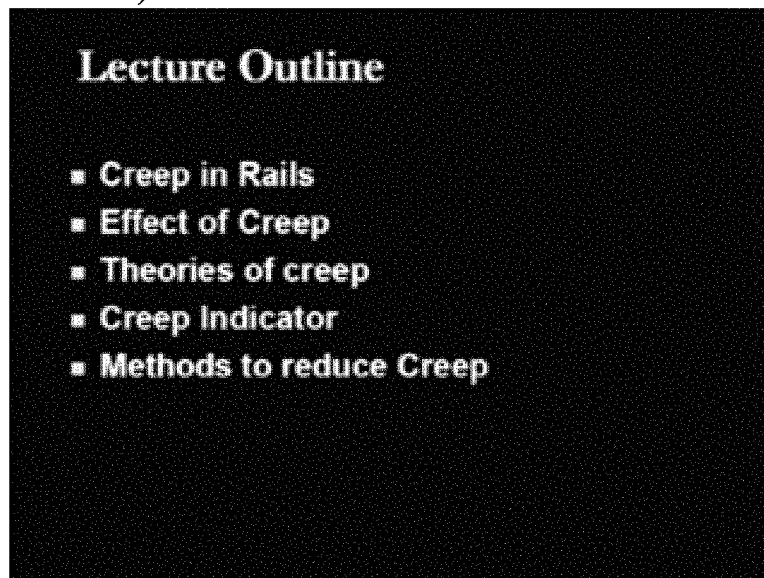 Lecture Outline
Creep in Rails
Effect of Creep
Theories of creep
Creep Indicator
Methods to reduce Creep